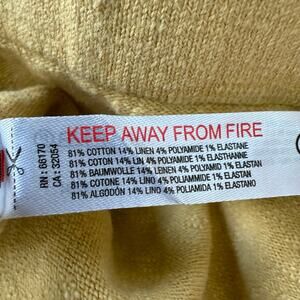 KEEP AWAY FROM FIRE
81% COTTON 14% LINEN 4% POLYAMIDE 1% ELASTANE
81% COTON 14% LIN 4% POLYAMIDE 1% ELASTHANNE
81% BAUMWOLLE 14% LEINEN 4% POLYAMID 1% ELASTAN
81% COTONE 14% LINO 4% POLIAMMIDE 1% ELASTAN
81% ALGODÓN 14% LINO 4% POLIAMIDA 1% ELASTANO
RN: 66170
CA: 32054